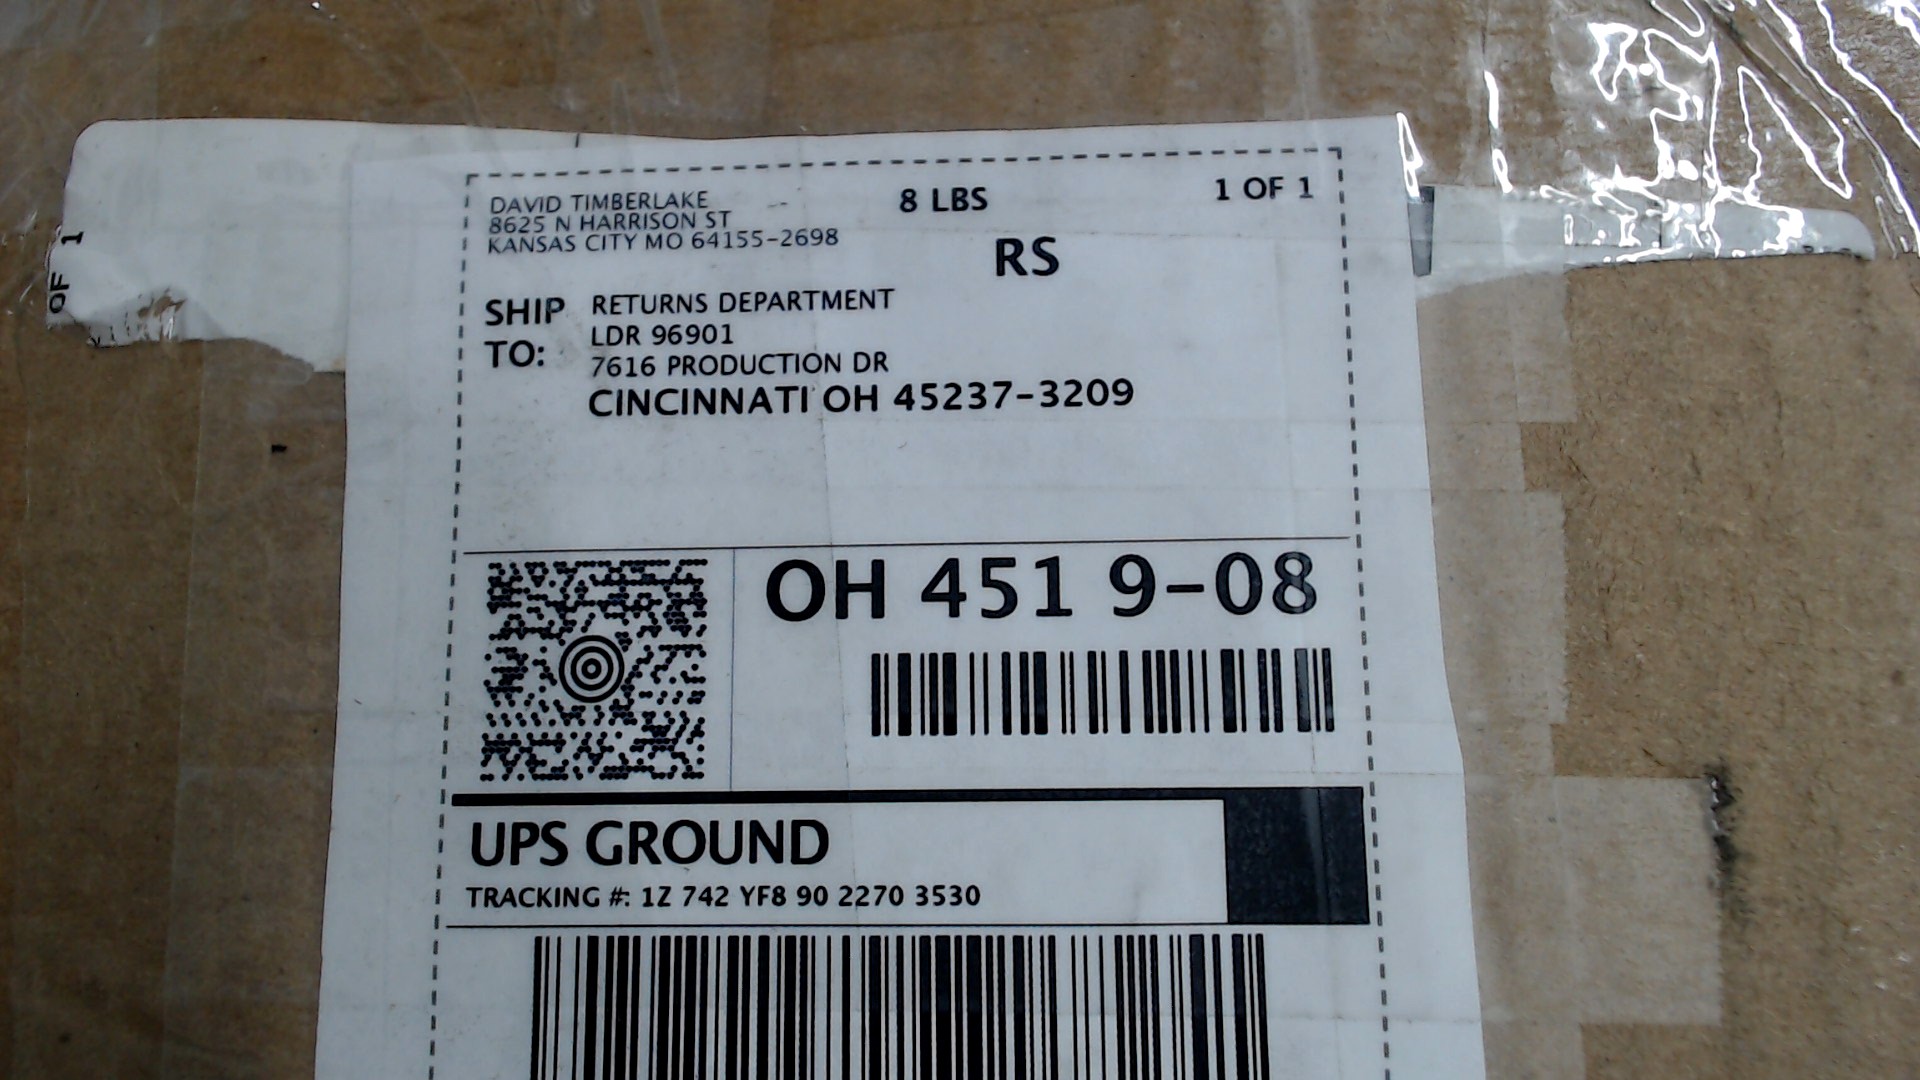 DAVID TIMBERLAKE
8625 N HARRISON ST
KANSAS CITY MO 64155-2698
8 LBS
1 OF 1
RS
SHIP TO:
RETURNS DEPARTMENT
LDR 96901
7616 PRODUCTION DR
CINCINNATI OH 45237-3209
OH 451 9-08
UPS GROUND
TRACKING #: 1Z 742 YF8 90 2270 3530
OF 1